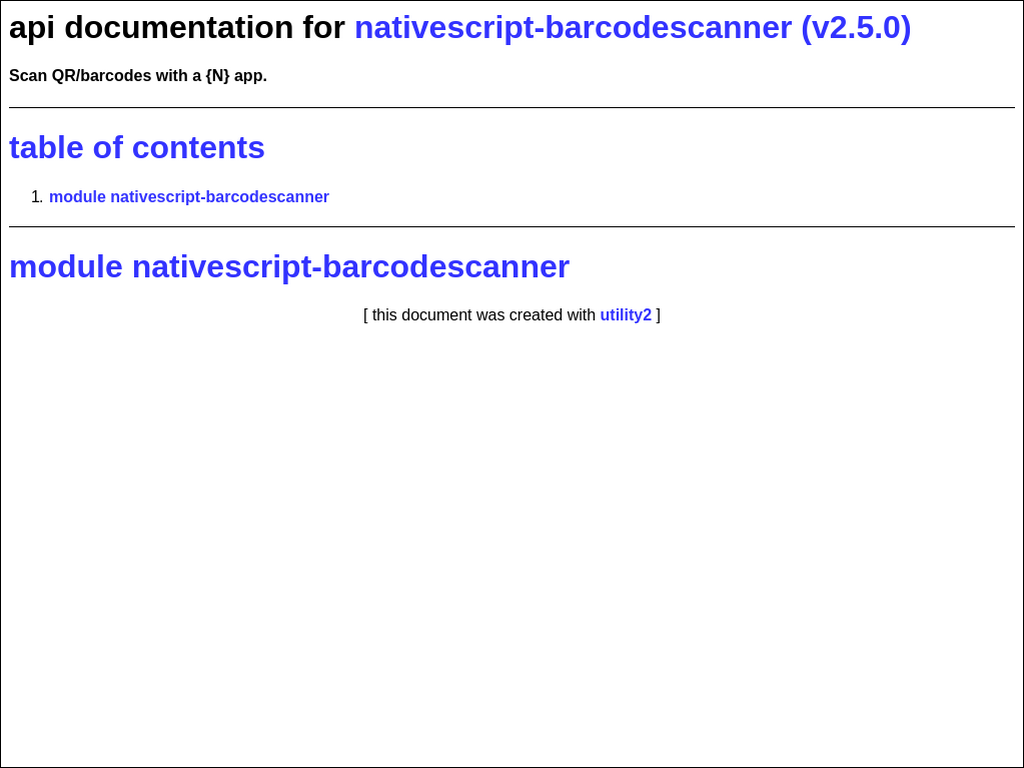 api documentation for nativescript-barcodescanner (v2.5.0)
Scan QR/barcodes with a {N} app.
table of contents
1. module nativescript-barcodescanner
module nativescript-barcodescanner
[ this document was created with utility2 ]